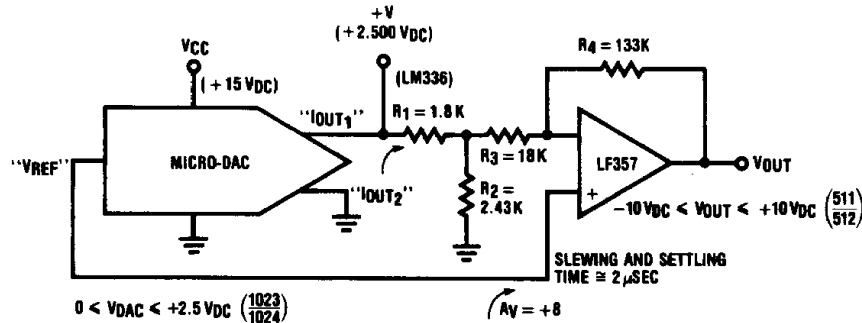 +V
(+2.500 VDC)
VCC
(+15 VDC)
(LM336)
R4 = 133K
"IOUT1"
R1 = 1.8K
"VREF"
MICRO-DAC
R3 = 18K
LF357
VOUT
"IOUT2"
R2 =
2.43K
+
−10 VDC ≤ VOUT ≤ +10 VDC (511/512)
SLEWING AND SETTLING
TIME ≅ 2 μSEC
0 ≤ VDAC ≤ +2.5 VDC (1023/1024)
AV = +8